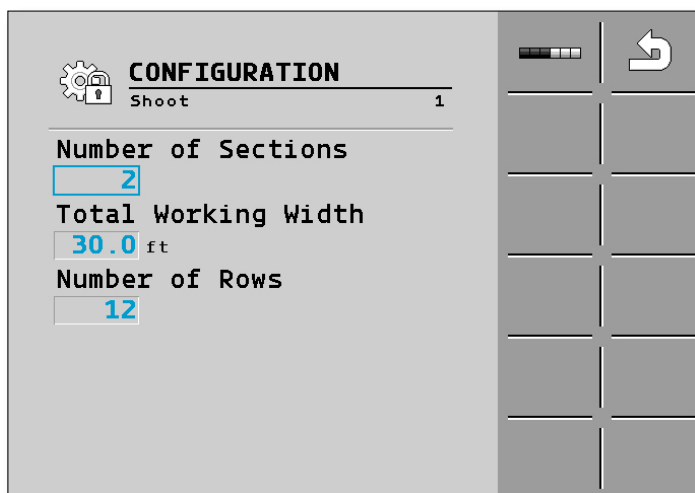 CONFIGURATION
Shoot 1
Number of Sections
2
Total Working Width
30.0 ft
Number of Rows
12